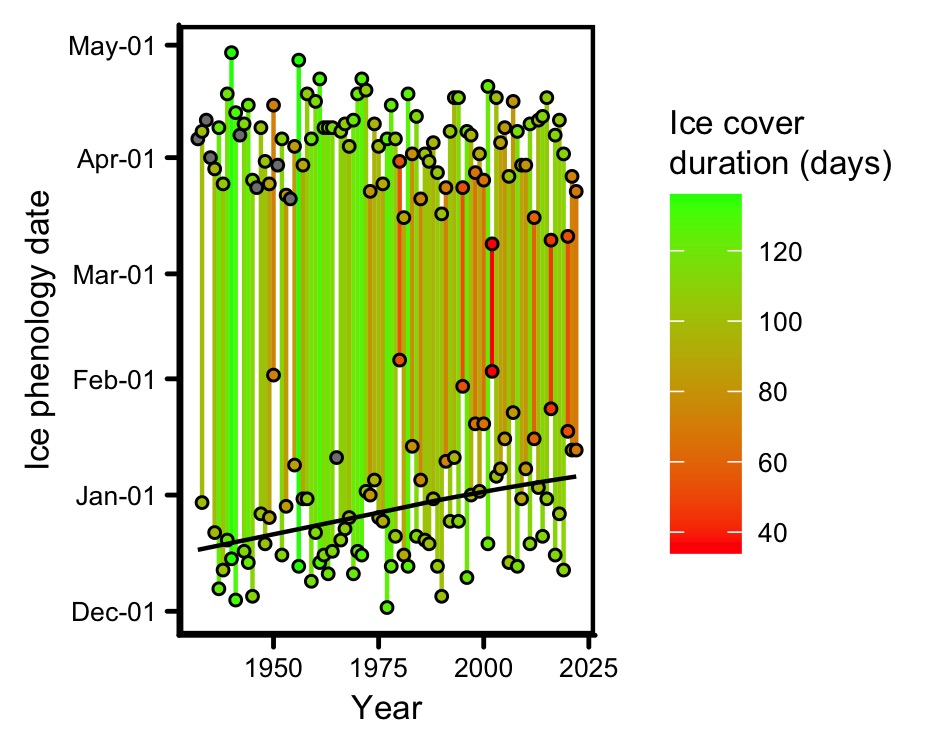 May-01
Apr-01
Mar-01
Feb-01
Jan-01
Dec-01
Ice phenology date
1950
1975
2000
2025
Year
Ice cover
duration (days)
120
100
80
60
40